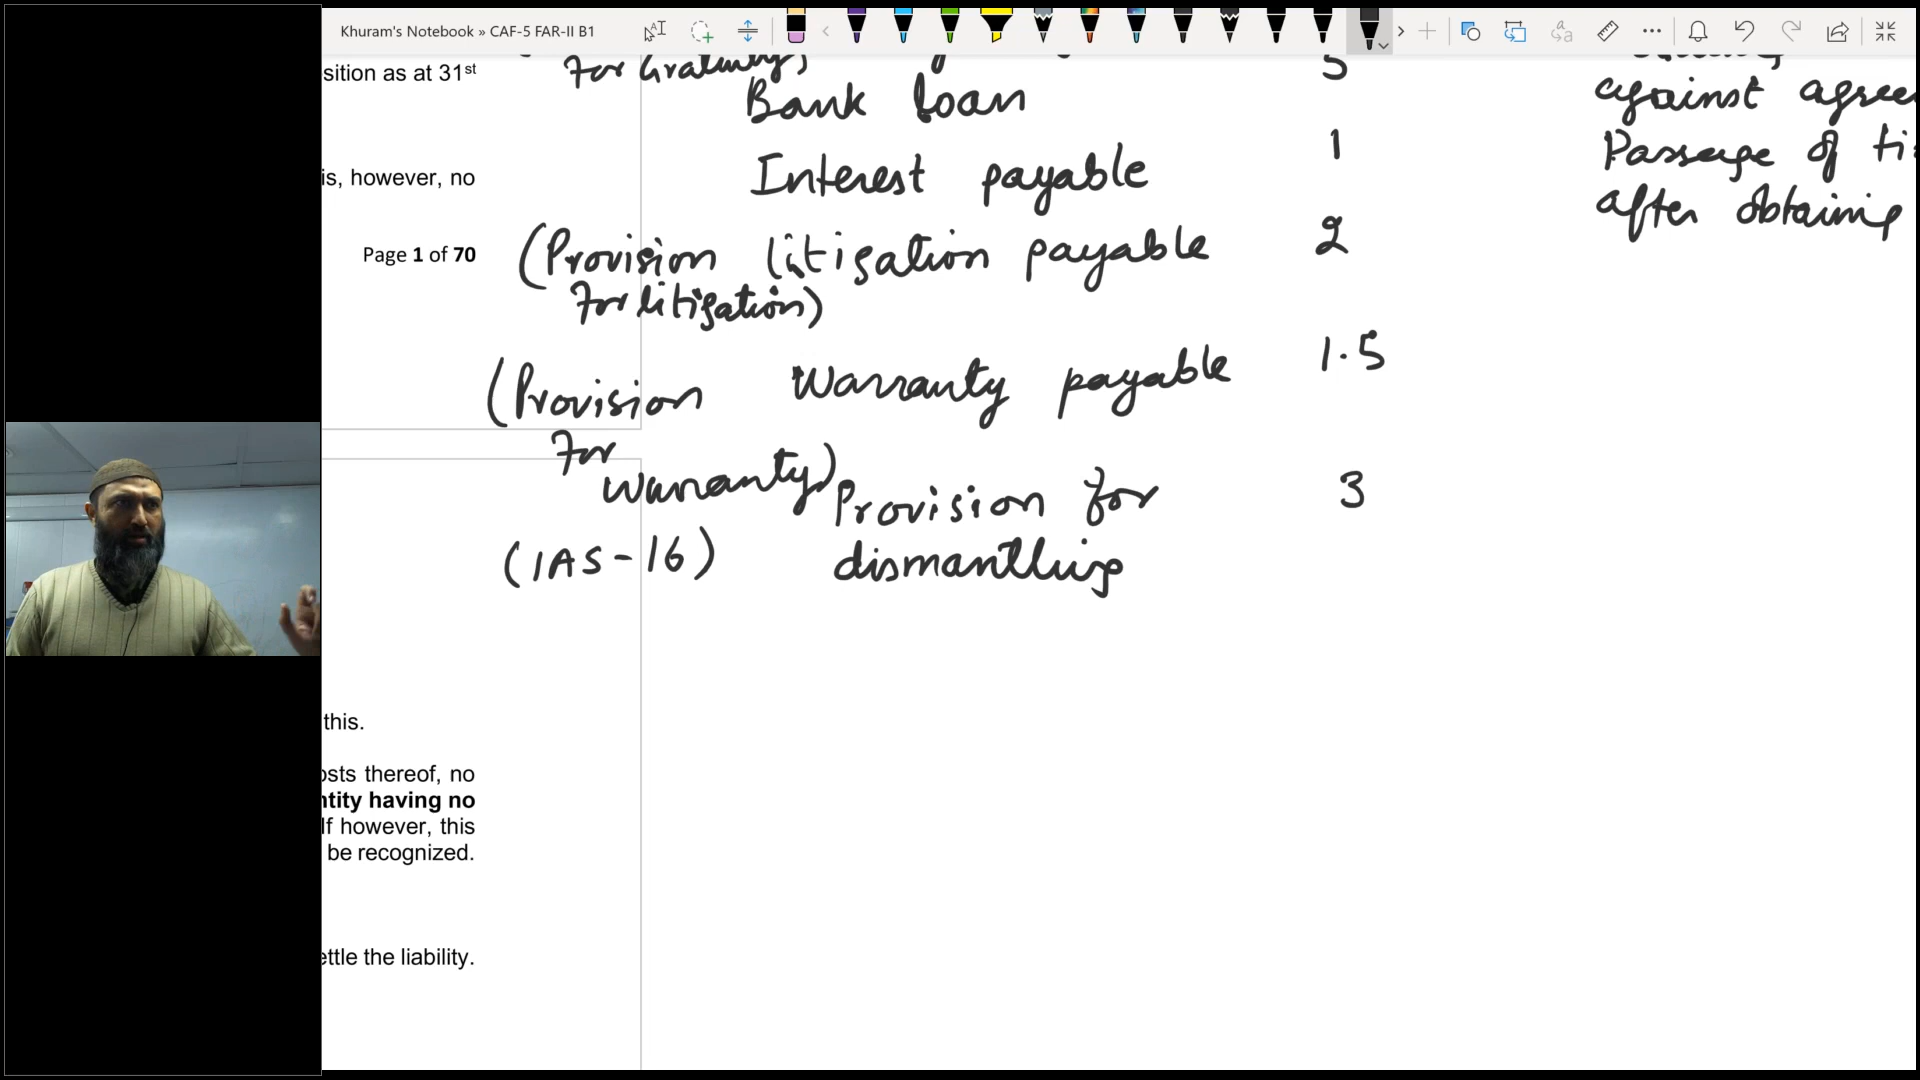 Khuram's Notebook » CAF-5 FAR-II B1
sition as at 31st
is, however, no
Page 1 of 70
this.
osts thereof, no
ntity having no
If however, this
be recognized.
ettle the liability.
For Gratuity) 5
Bank loan
Interest payable 1
(Provision litigation payable 2
For litigation)
(Provision Warranty payable 1.5
For
warranty)
Provision for 3
(IAS-16) dismantling
against agree
Passage of ti
after obtaining